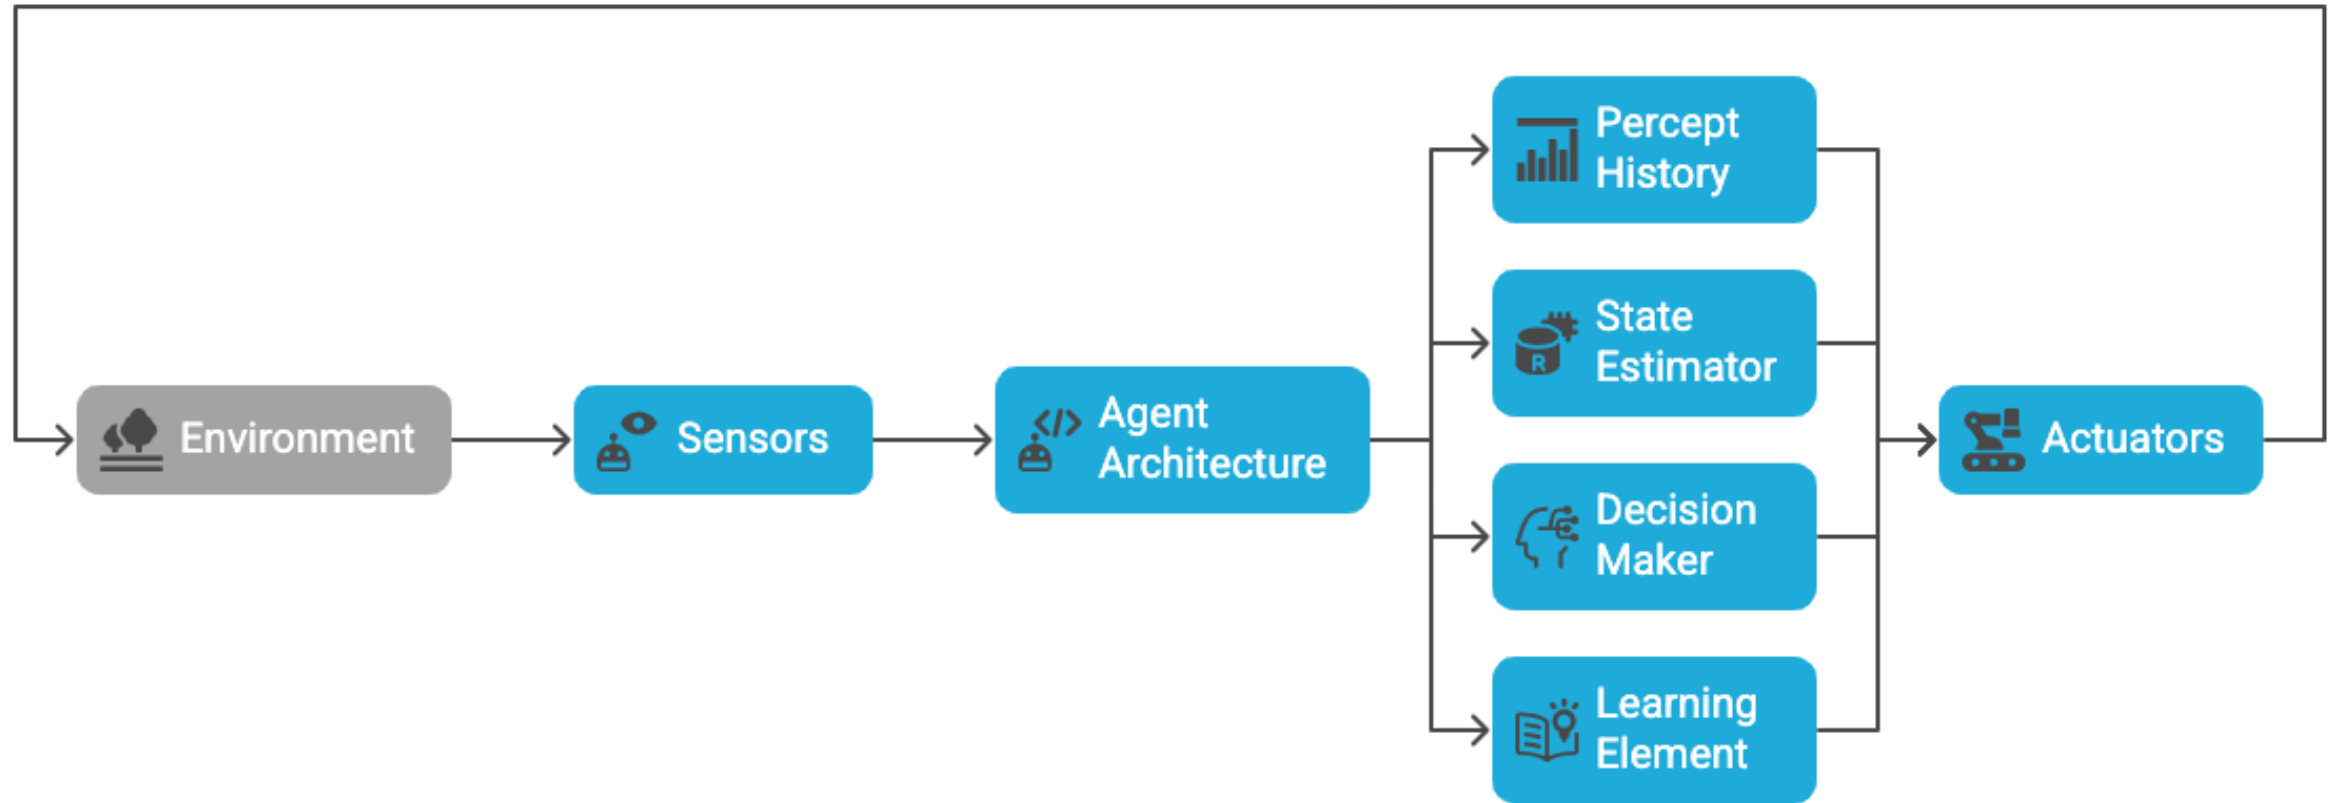 Environment
Sensors
Agent
Architecture
Percept
History
State
Estimator
R
Decision
Maker
Learning
Element
Actuators